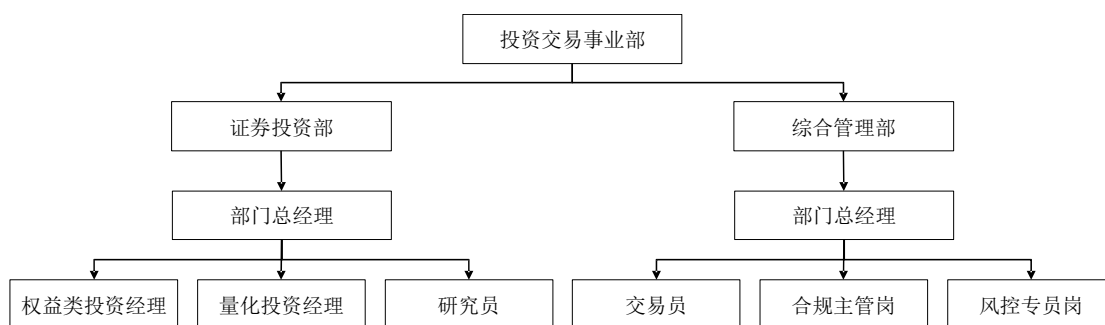 投资交易事业部
证券投资部
综合管理部
部门总经理
部门总经理
权益类投资经理
量化投资经理
研究员
交易员
合规主管岗
风控专员岗